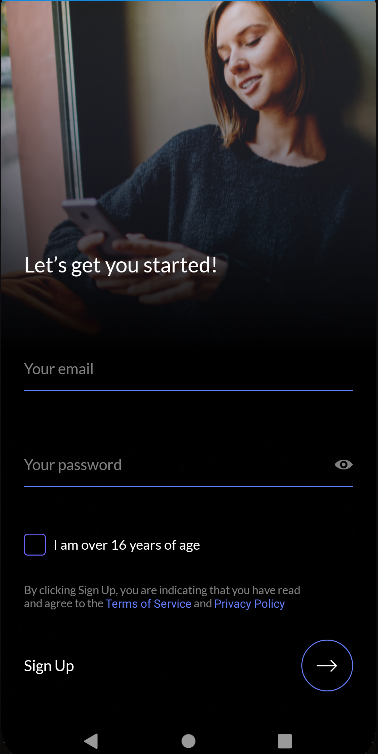 Let's get you started!
Your email
Your password
I am over 16 years of age
By clicking Sign Up, you are indicating that you have read
and agree to the Terms of Service and Privacy Policy
Sign Up